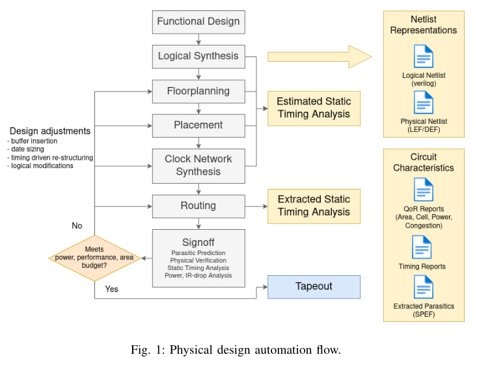 Functional Design
Logical Synthesis
Floorplanning
Placement
Clock Network
Synthesis
Routing
Signoff
Parasitic Prediction
Physical Verification
Static Timing Analysis
Power, IR-drop Analysis
Design adjustments
- buffer insertion
- date sizing
- timing driven re-structuring
- logical modifications
No
Meets
power, performance, area
budget?
Yes
Estimated Static
Timing Analysis
Extracted Static
Timing Analysis
Tapeout
Netlist
Representations
Logical Netlist
(verilog)
Physical Netlist
(LEF/DEF)
Circuit
Characteristics
QoR Reports
(Area, Cell, Power,
Congestion)
Timing Reports
Extracted Parasitics
(SPEF)
Fig. 1: Physical design automation flow.